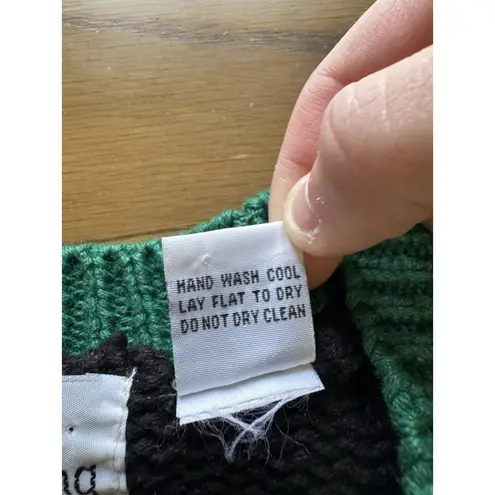 HAND WASH COOL
LAY FLAT TO DRY
DO NOT DRY CLEAN